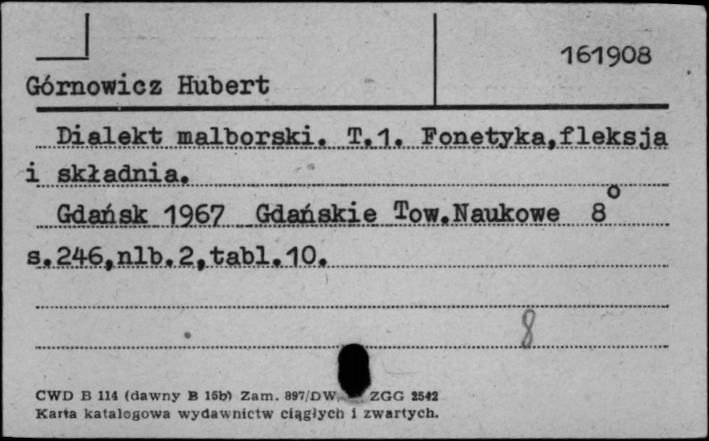 161908
Górnowicz Hubert
Dialekt malborski. T.1. Fonetyka,fleksja
i składnia.
Gdańsk 1967 Gdańskie Tow.Naukowe 8°
s.246,nlb.2,tabl.10.
8
CWD B 114 (dawny B 15b) Zam. 897/DW. ZGG 2542
Karta katalogowa wydawnictw ciągłych i zwartych.